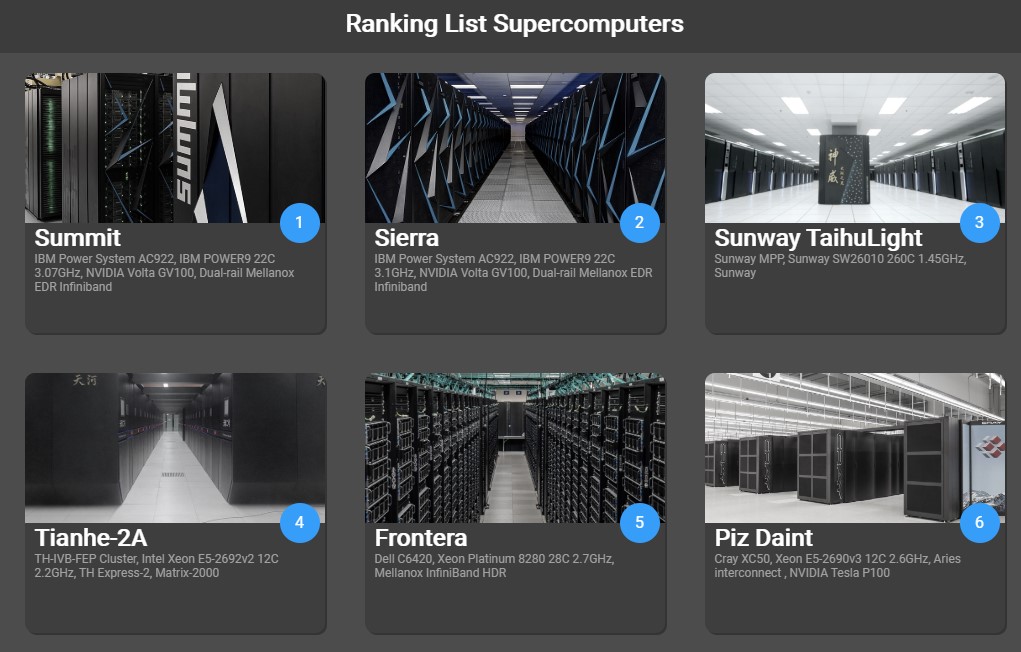 Ranking List Supercomputers
summit
1
Summit
IBM Power System AC922, IBM POWER9 22C
3.07GHz, NVIDIA Volta GV100, Dual-rail Mellanox
EDR Infiniband
2
Sierra
IBM Power System AC922, IBM POWER9 22C
3.1GHz, NVIDIA Volta GV100, Dual-rail Mellanox EDR
Infiniband
神威
3
Sunway TaihuLight
Sunway MPP, Sunway SW26010 260C 1.45GHz,
Sunway
天河
天
4
Tianhe-2A
TH-IVB-FEP Cluster, Intel Xeon E5-2692v2 12C
2.2GHz, TH Express-2, Matrix-2000
5
Frontera
Dell C6420, Xeon Platinum 8280 28C 2.7GHz,
Mellanox InfiniBand HDR
6
Piz Daint
Cray XC50, Xeon E5-2690v3 12C 2.6GHz, Aries
interconnect , NVIDIA Tesla P100